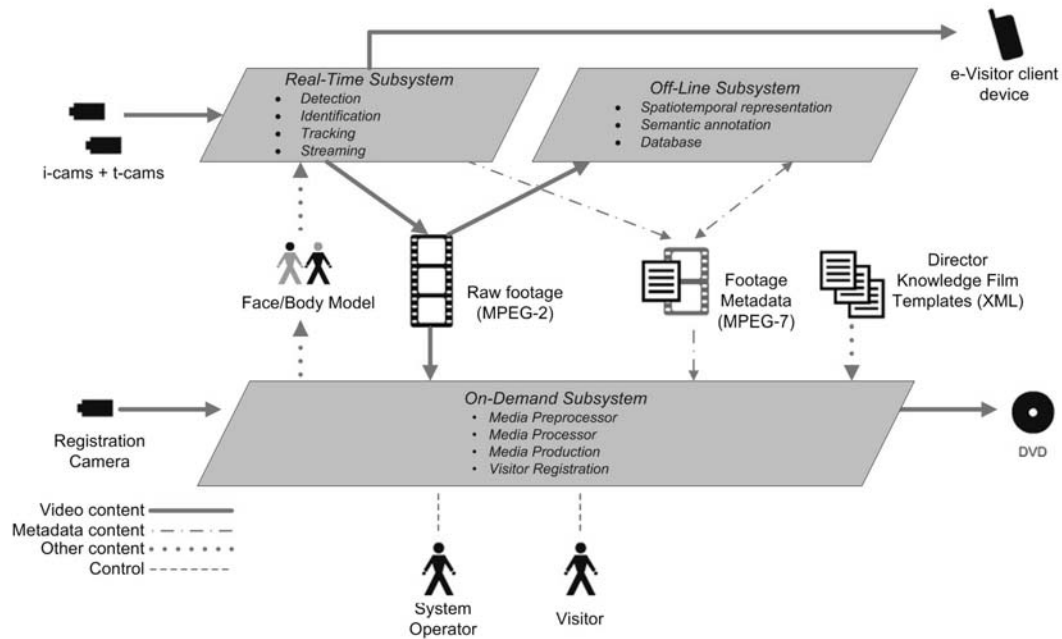 Real-Time Subsystem
• Detection
• Identification
• Tracking
• Streaming
Off-Line Subsystem
• Spatiotemporal representation
• Semantic annotation
• Database
e-Visitor client
device
i-cams + t-cams
Face/Body Model
Raw footage
(MPEG-2)
Footage
Metadata
(MPEG-7)
Director
Knowledge Film
Templates (XML)
Registration
Camera
On-Demand Subsystem
• Media Preprocessor
• Media Processor
• Media Production
• Visitor Registration
DVD
Video content
Metadata content
Other content
Control
System
Operator
Visitor